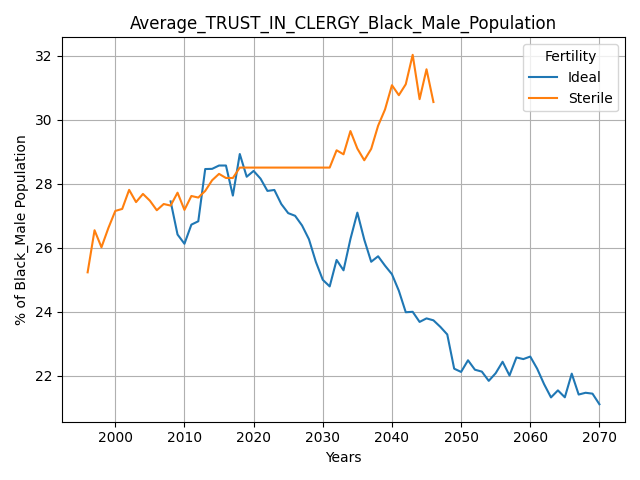 Average_TRUST_IN_CLERGY_Black_Male_Population
% of Black_Male Population
32
30
28
26
24
22
Fertility
Ideal
Sterile
2000 2010 2020 2030 2040 2050 2060 2070
Years